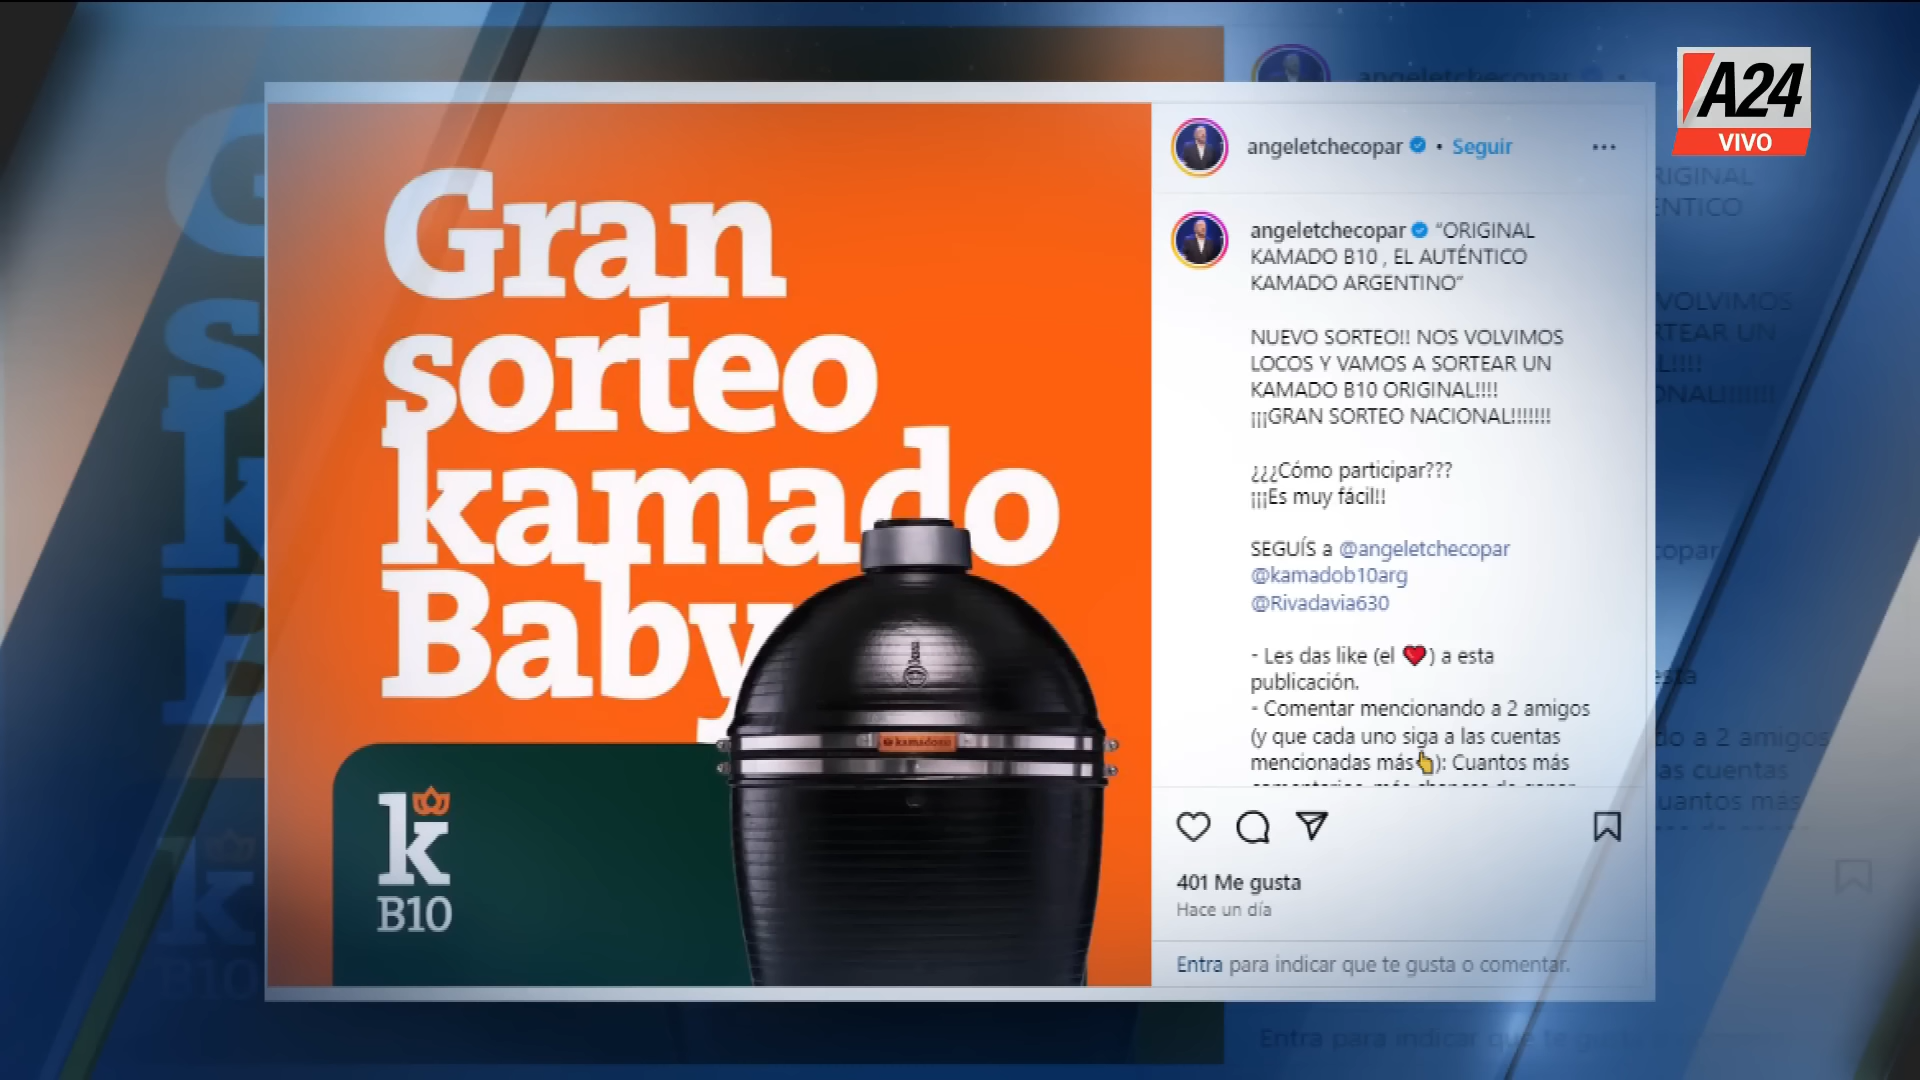 A24
VIVO
Gran
sorteo
kamado
Baby
kamado
k
B10
angeletchecopar • Seguir
angeletchecopar “ORIGINAL
KAMADO B10 , EL AUTÉNTICO
KAMADO ARGENTINO”
NUEVO SORTEO!! NOS VOLVIMOS
LOCOS Y VAMOS A SORTEAR UN
KAMADO B10 ORIGINAL!!!!
¡¡¡GRAN SORTEO NACIONAL!!!!!!!
¿¿¿Cómo participar???
¡¡¡Es muy fácil!!
SEGUÍS a @angeletchecopar
@kamadob10arg
@Rivadavia630
- Les das like (el ❤️) a esta
publicación.
- Comentar mencionando a 2 amigos
(y que cada uno siga a las cuentas
mencionadas más👆): Cuantos más
401 Me gusta
Hace un día
Entra para indicar que te gusta o comentar.